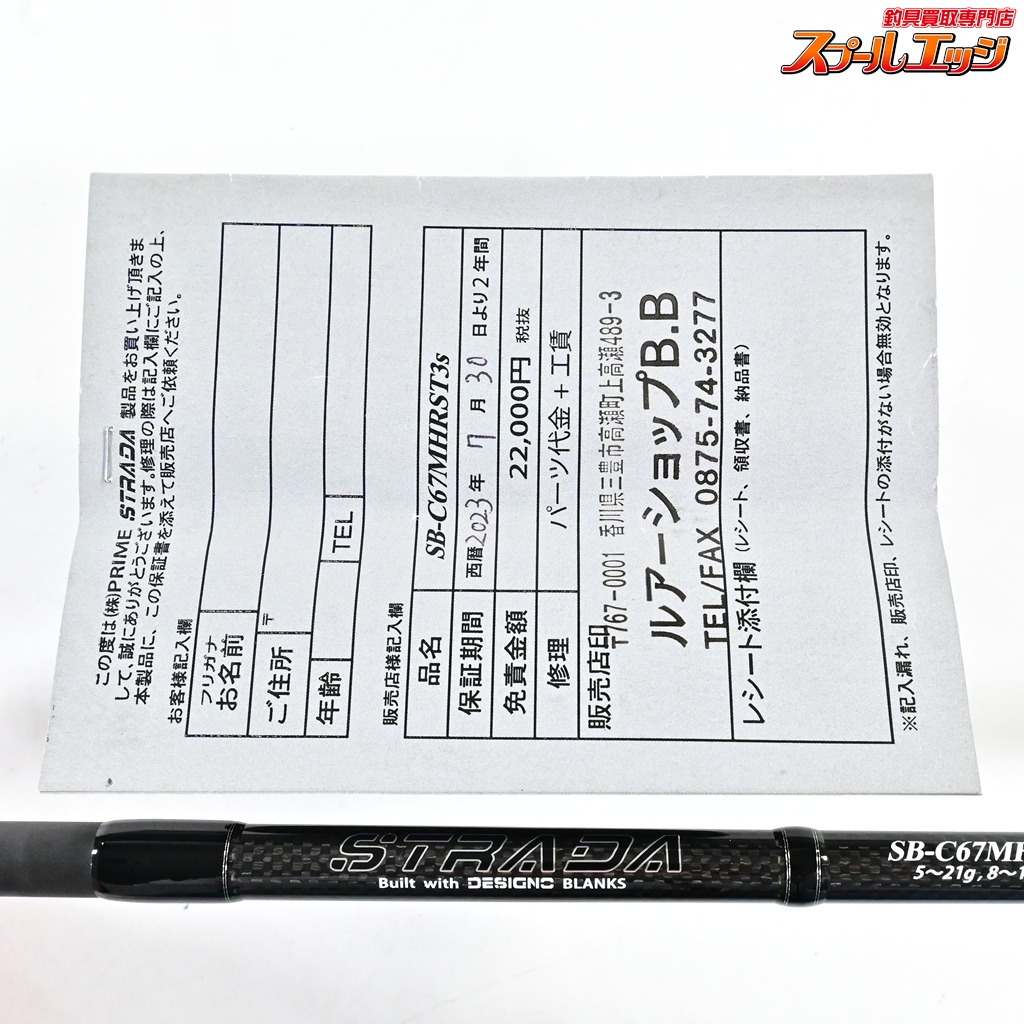 釣具買取専門店
スプールエッジ
この度は(株)PRIME STRADA 製品をお買い上げ頂きま
して、誠にありがとうございます。修理の際は記入欄にご記入の上、
本製品に、この保証書を添えて販売店へご依頼ください。
お客様記入欄
フリガナ
お名前
ご住所 〒
年齢 TEL
販売店様記入欄
品名 SB-C67MHRST3s
保証期間 西暦2023年 7月 30日より2年間
免責金額 22,000円 税抜
修理 パーツ代金 + 工賃
販売店印
〒767-0001 香川県三豊市高瀬町上高瀬489-3
ルアーショップB.B
TEL/FAX 0875-74-3277
レシート添付欄 (レシート、領収書、納品書)
※記入漏れ、販売店印、レシートの添付がない場合無効となります。
STRADA
Built with DESIGNO BLANKS
SB-C67MH
5〜21g, 8〜1